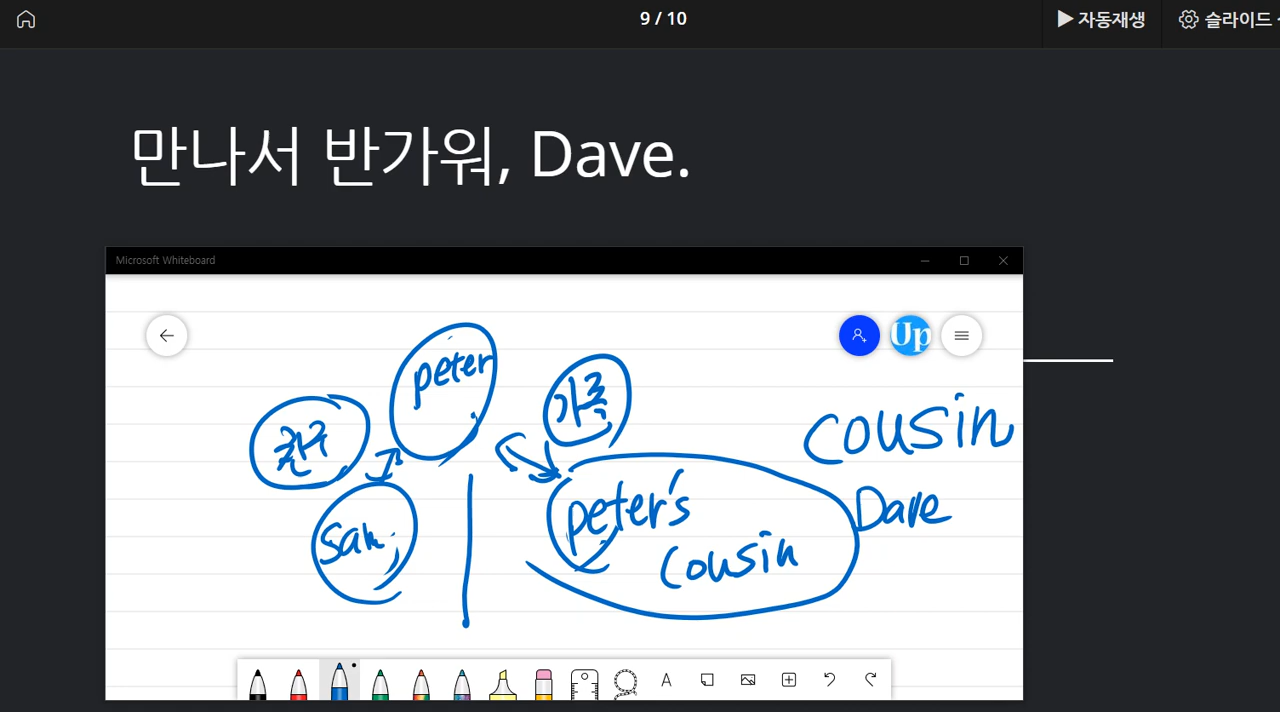 9 / 10
▶ 자동재생
슬라이드
만나서 반가워, Dave.
Microsoft Whiteboard
Up
peter
가족
친구
cousin
sam
peter's
cousin
Dave
A